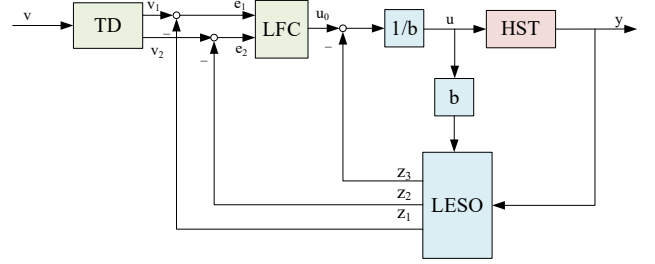 v
TD
v₁
v₂
−
−
e₁
e₂
LFC
u₀
−
1/b
u
HST
y
b
z₃
z₂
z₁
LESO